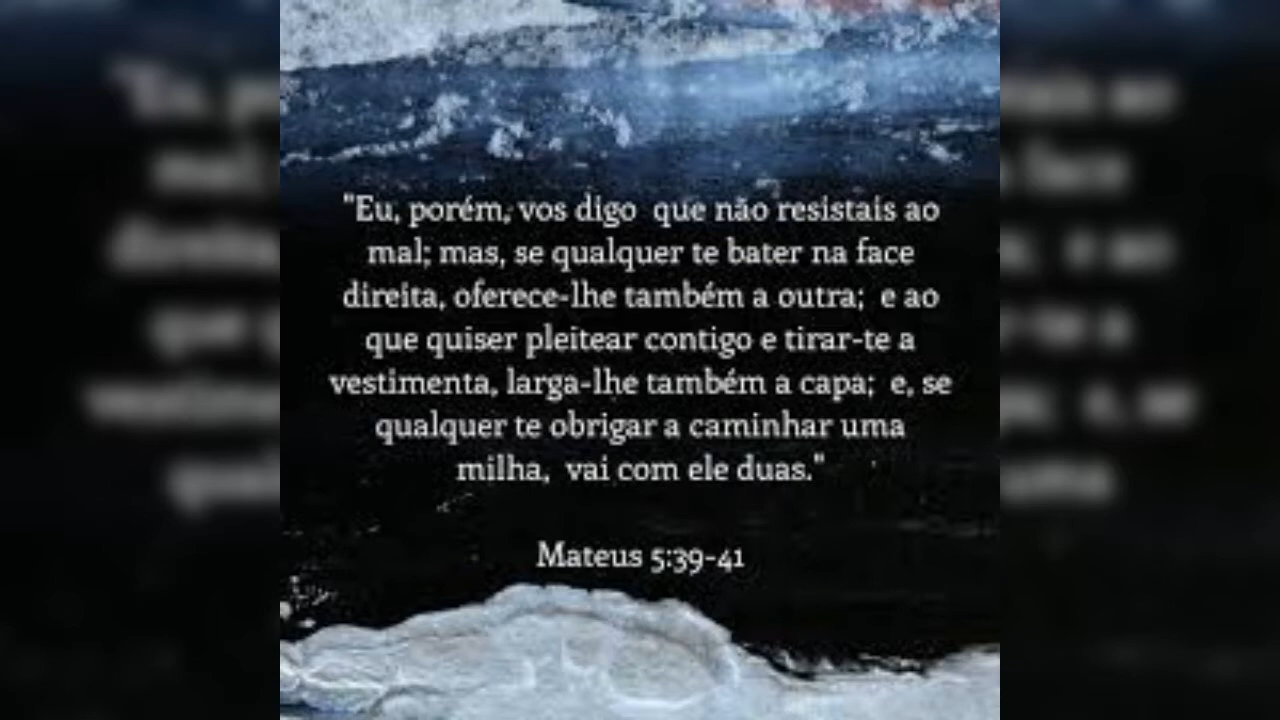 "Eu, porém, vos digo que não resistais ao
mal; mas, se qualquer te bater na face
direita, oferece-lhe também a outra; e ao
que quiser pleitear contigo e tirar-te a
vestimenta, larga-lhe também a capa; e, se
qualquer te obrigar a caminhar uma
milha, vai com ele duas."
Mateus 5:39-41